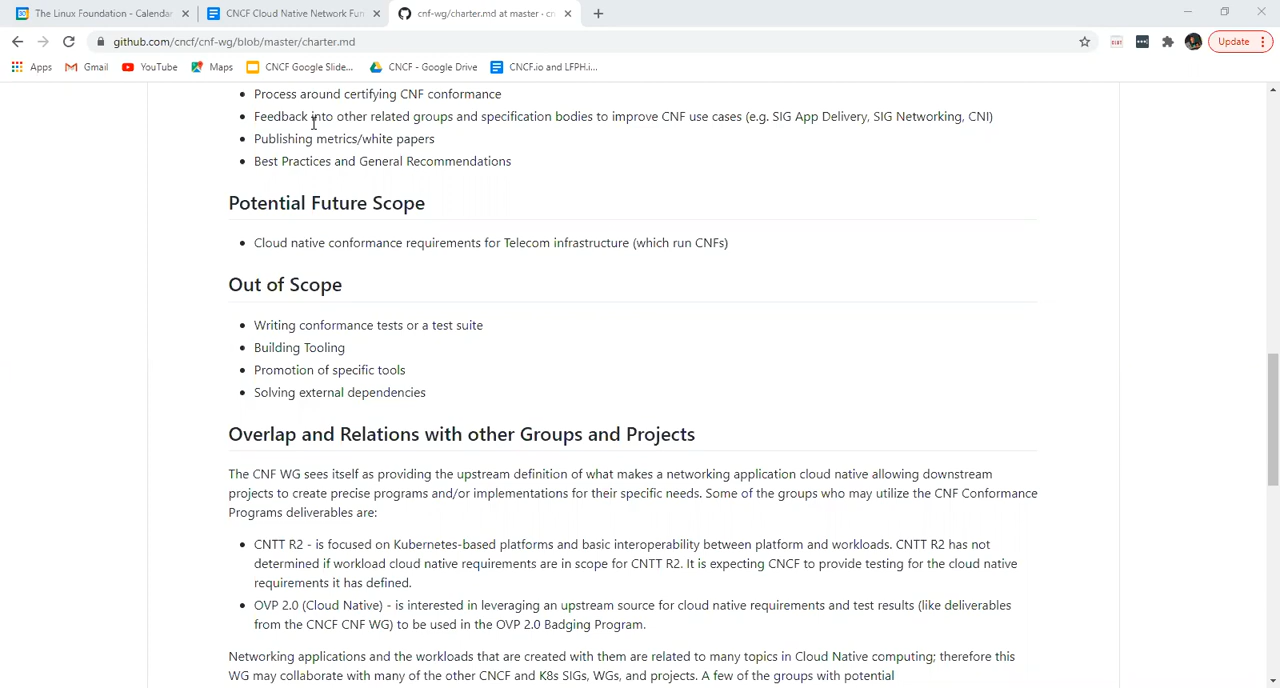 The Linux Foundation - Calendar
CNCF Cloud Native Network Fun
cnf-wg/charter.md at master · cn
github.com/cncf/cnf-wg/blob/master/charter.md
Update
Apps
Gmail
YouTube
Maps
CNCF Google Slide...
CNCF - Google Drive
CNCF.io and LFPH.i...
Process around certifying CNF conformance
Feedback into other related groups and specification bodies to improve CNF use cases (e.g. SIG App Delivery, SIG Networking, CNI)
Publishing metrics/white papers
Best Practices and General Recommendations
Potential Future Scope
Cloud native conformance requirements for Telecom infrastructure (which run CNFs)
Out of Scope
Writing conformance tests or a test suite
Building Tooling
Promotion of specific tools
Solving external dependencies
Overlap and Relations with other Groups and Projects
The CNF WG sees itself as providing the upstream definition of what makes a networking application cloud native allowing downstream
projects to create precise programs and/or implementations for their specific needs. Some of the groups who may utilize the CNF Conformance
Programs deliverables are:
CNTT R2 - is focused on Kubernetes-based platforms and basic interoperability between platform and workloads. CNTT R2 has not
determined if workload cloud native requirements are in scope for CNTT R2. It is expecting CNCF to provide testing for the cloud native
requirements it has defined.
OVP 2.0 (Cloud Native) - is interested in leveraging an upstream source for cloud native requirements and test results (like deliverables
from the CNCF CNF WG) to be used in the OVP 2.0 Badging Program.
Networking applications and the workloads that are created with them are related to many topics in Cloud Native computing; therefore this
WG may collaborate with many of the other CNCF and K8s SIGs, WGs, and projects. A few of the groups with potential